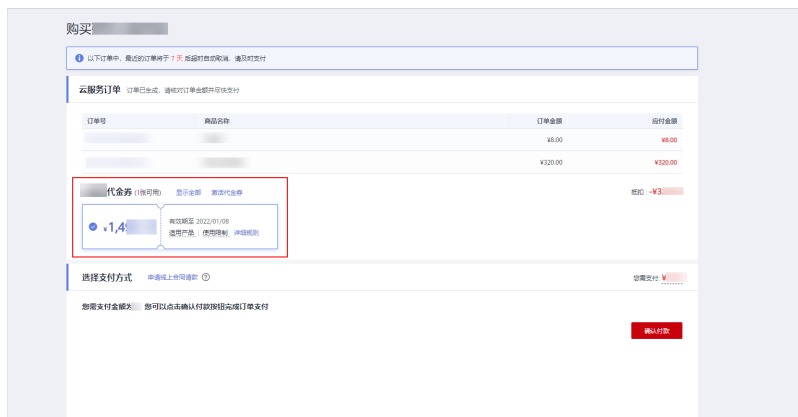 购买
以下订单中，最近的订单将于 7 天 后超时自动取消，请及时支付
云服务订单 订单已生成，请核对订单金额并尽快支付
订单号 商品名称 订单金额 应付金额
¥8.00 ¥8.00
¥320.00 ¥320.00
代金券 (1张可用) 显示全部 激活代金券 抵扣：-¥3
¥1,4
有效期至 2022/01/08
适用产品 | 使用限制 详细规则
选择支付方式 申请线上合同请款 ? 您需支付: ¥
您需支付金额为 您可以点击确认付款按钮完成订单支付
确认付款